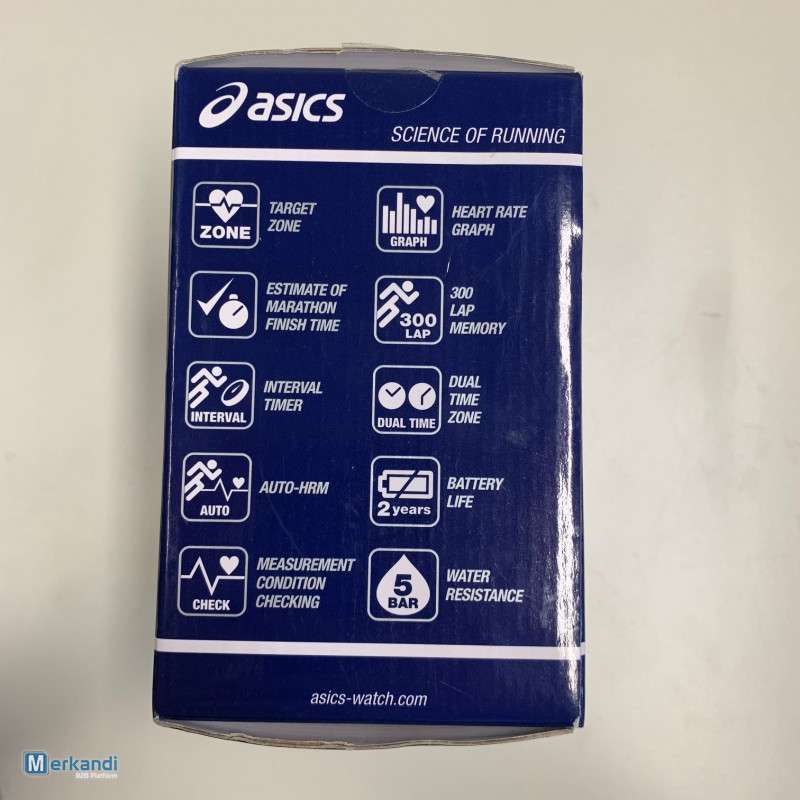 asics
SCIENCE OF RUNNING
ZONE
TARGET
ZONE
GRAPH
HEART RATE
GRAPH
ESTIMATE OF
MARATHON
FINISH TIME
300
LAP
300
LAP
MEMORY
INTERVAL
INTERVAL
TIMER
DUAL TIME
DUAL
TIME
ZONE
AUTO
AUTO-HRM
2 years
BATTERY
LIFE
CHECK
MEASUREMENT
CONDITION
CHECKING
5
BAR
WATER
RESISTANCE
asics-watch.com
Merkandi
B2B Platform